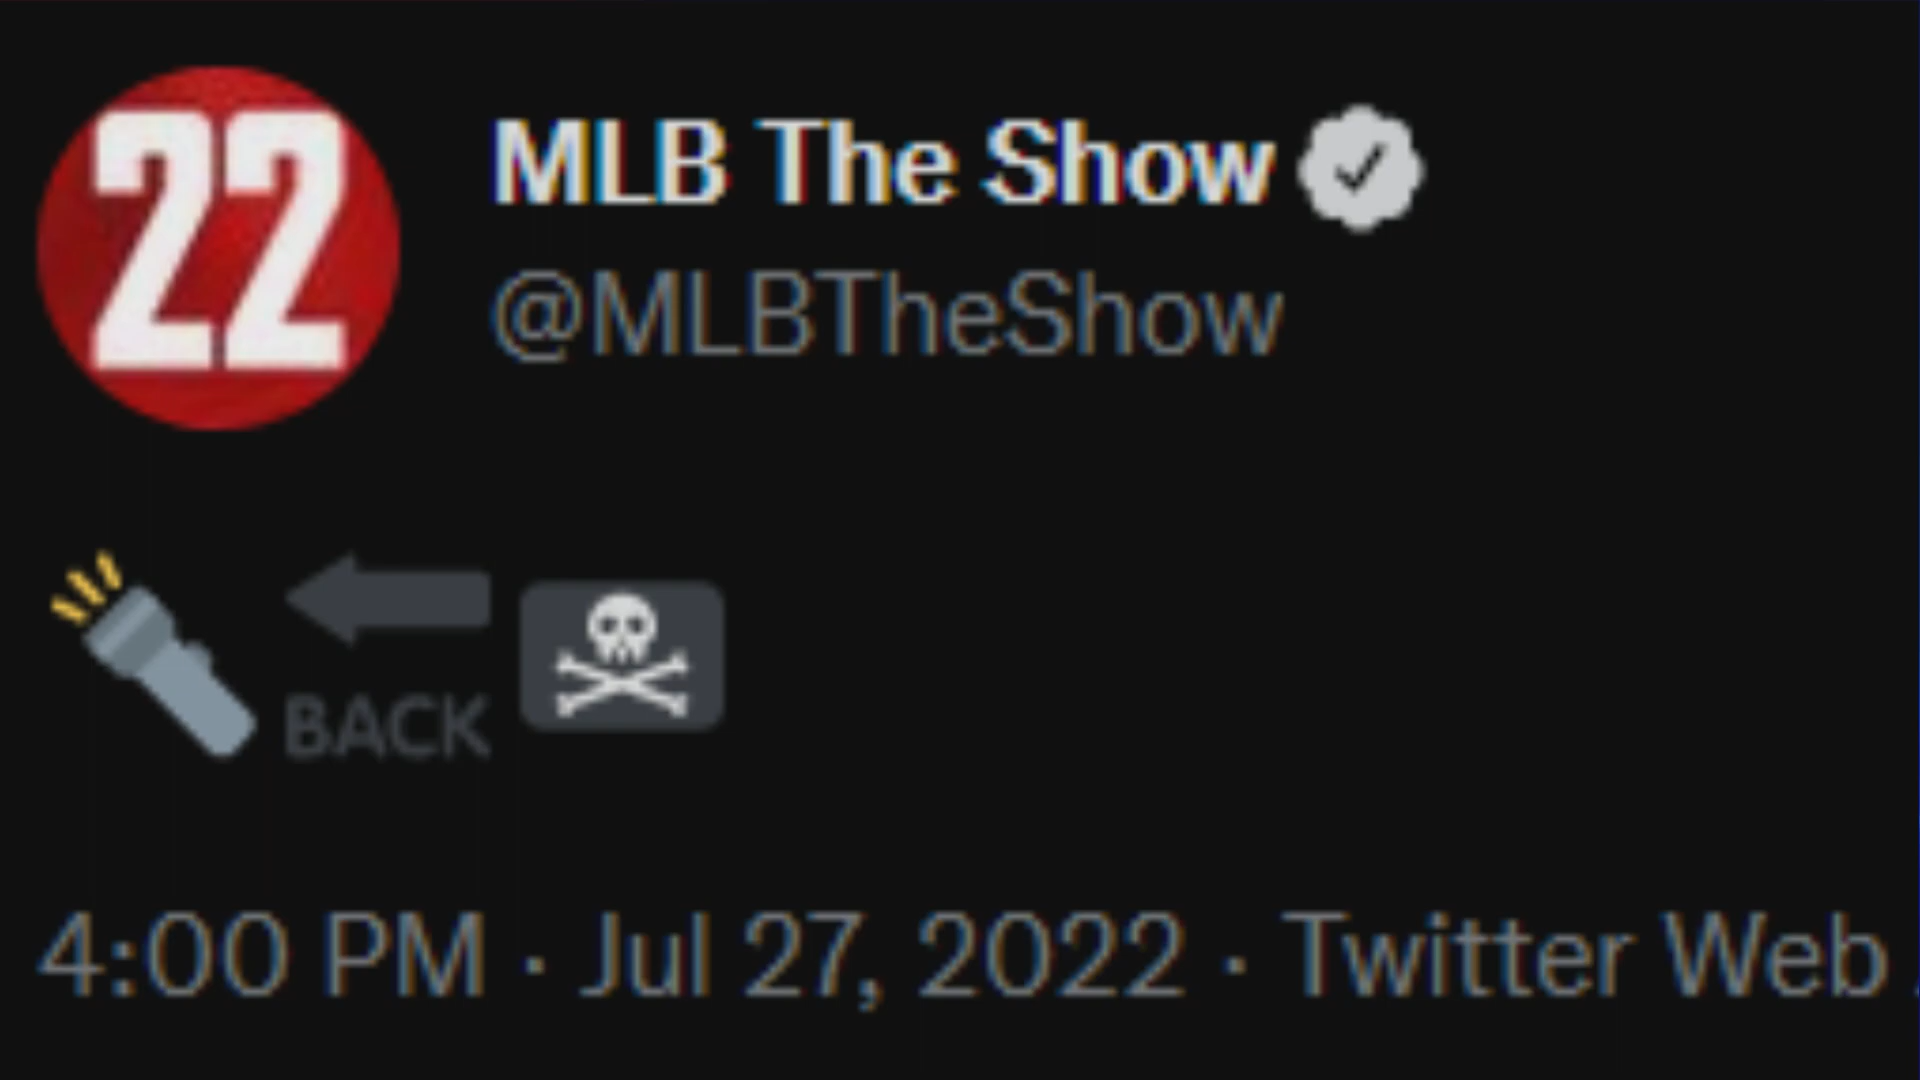 22
MLB The Show
@MLBTheShow
BACK
4:00 PM · Jul 27, 2022 · Twitter Web